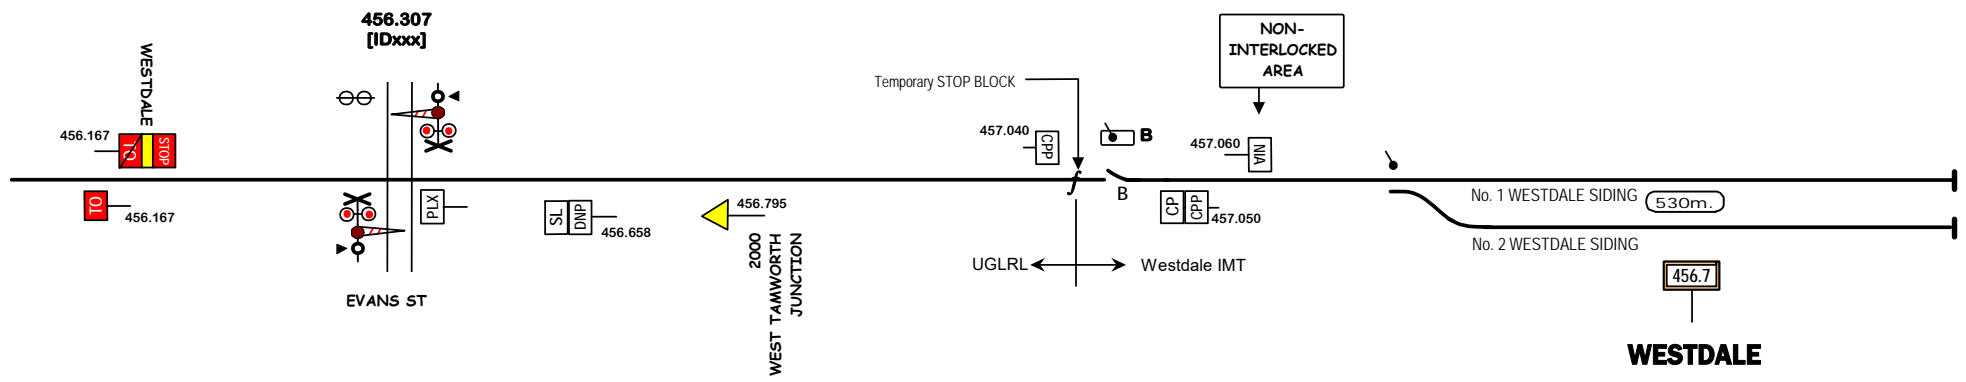 456.307
[IDxxx]
WESTDALE
456.167
TO
STOP
TO
456.167
PLX
EVANS ST
SL
DNP
456.658
456.795
2000
WEST TAMWORTH
JUNCTION
Temporary STOP BLOCK
457.040
CPP
B
B
NON-
INTERLOCKED
AREA
457.060
NIA
CP
CPP
457.050
UGLRL
Westdale IMT
No. 1 WESTDALE SIDING
530m.
No. 2 WESTDALE SIDING
456.7
WESTDALE